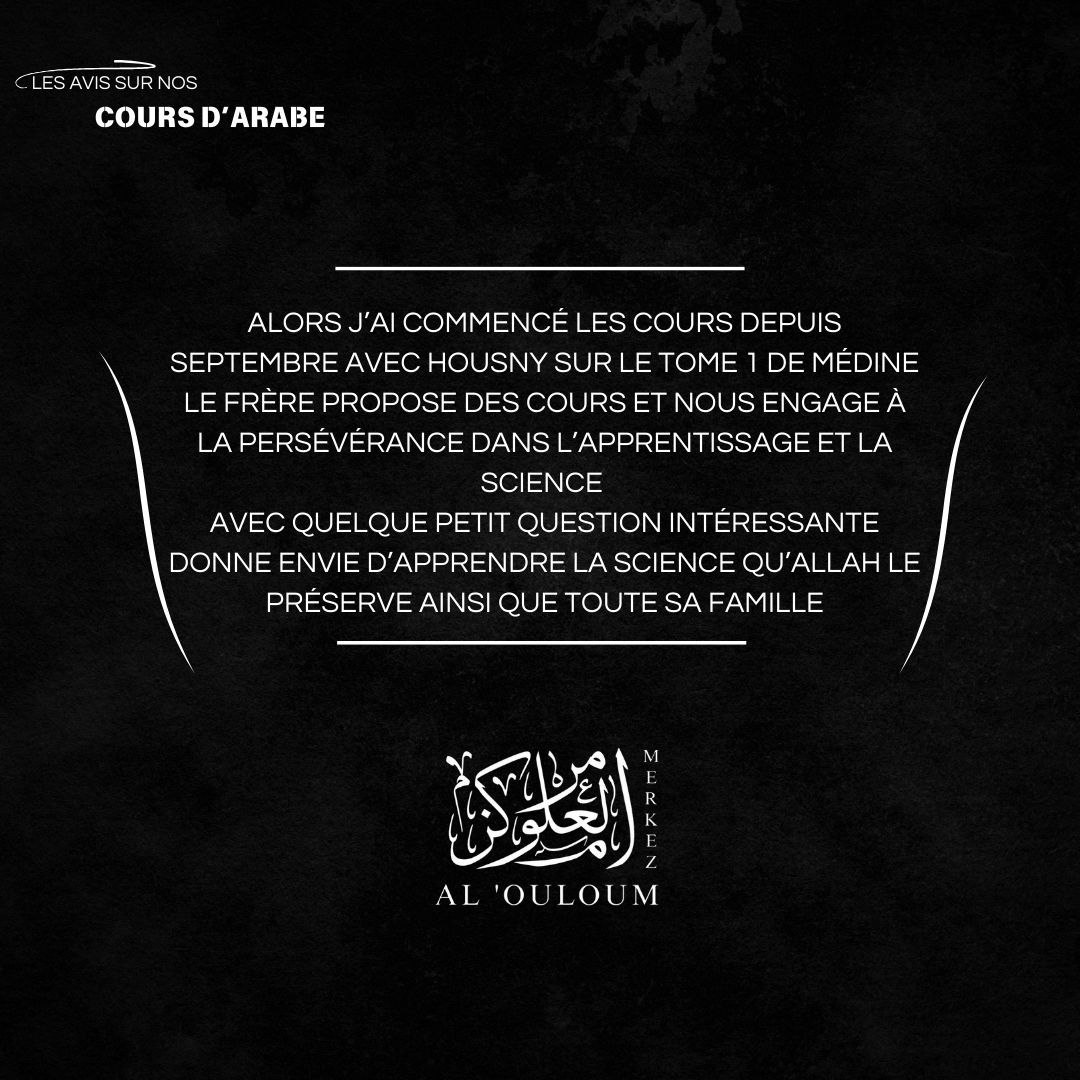 LES AVIS SUR NOS
COURS D’ARABE
ALORS J’AI COMMENCÉ LES COURS DEPUIS
SEPTEMBRE AVEC HOUSNY SUR LE TOME 1 DE MÉDINE
LE FRÈRE PROPOSE DES COURS ET NOUS ENGAGE À
LA PERSÉVÉRANCE DANS L’APPRENTISSAGE ET LA
SCIENCE
AVEC QUELQUE PETIT QUESTION INTÉRESSANTE
DONNE ENVIE D’APPRENDRE LA SCIENCE QU’ALLAH LE
PRÉSERVE AINSI QUE TOUTE SA FAMILLE
مركز العلوم
MERKEZ
AL 'OULOUM